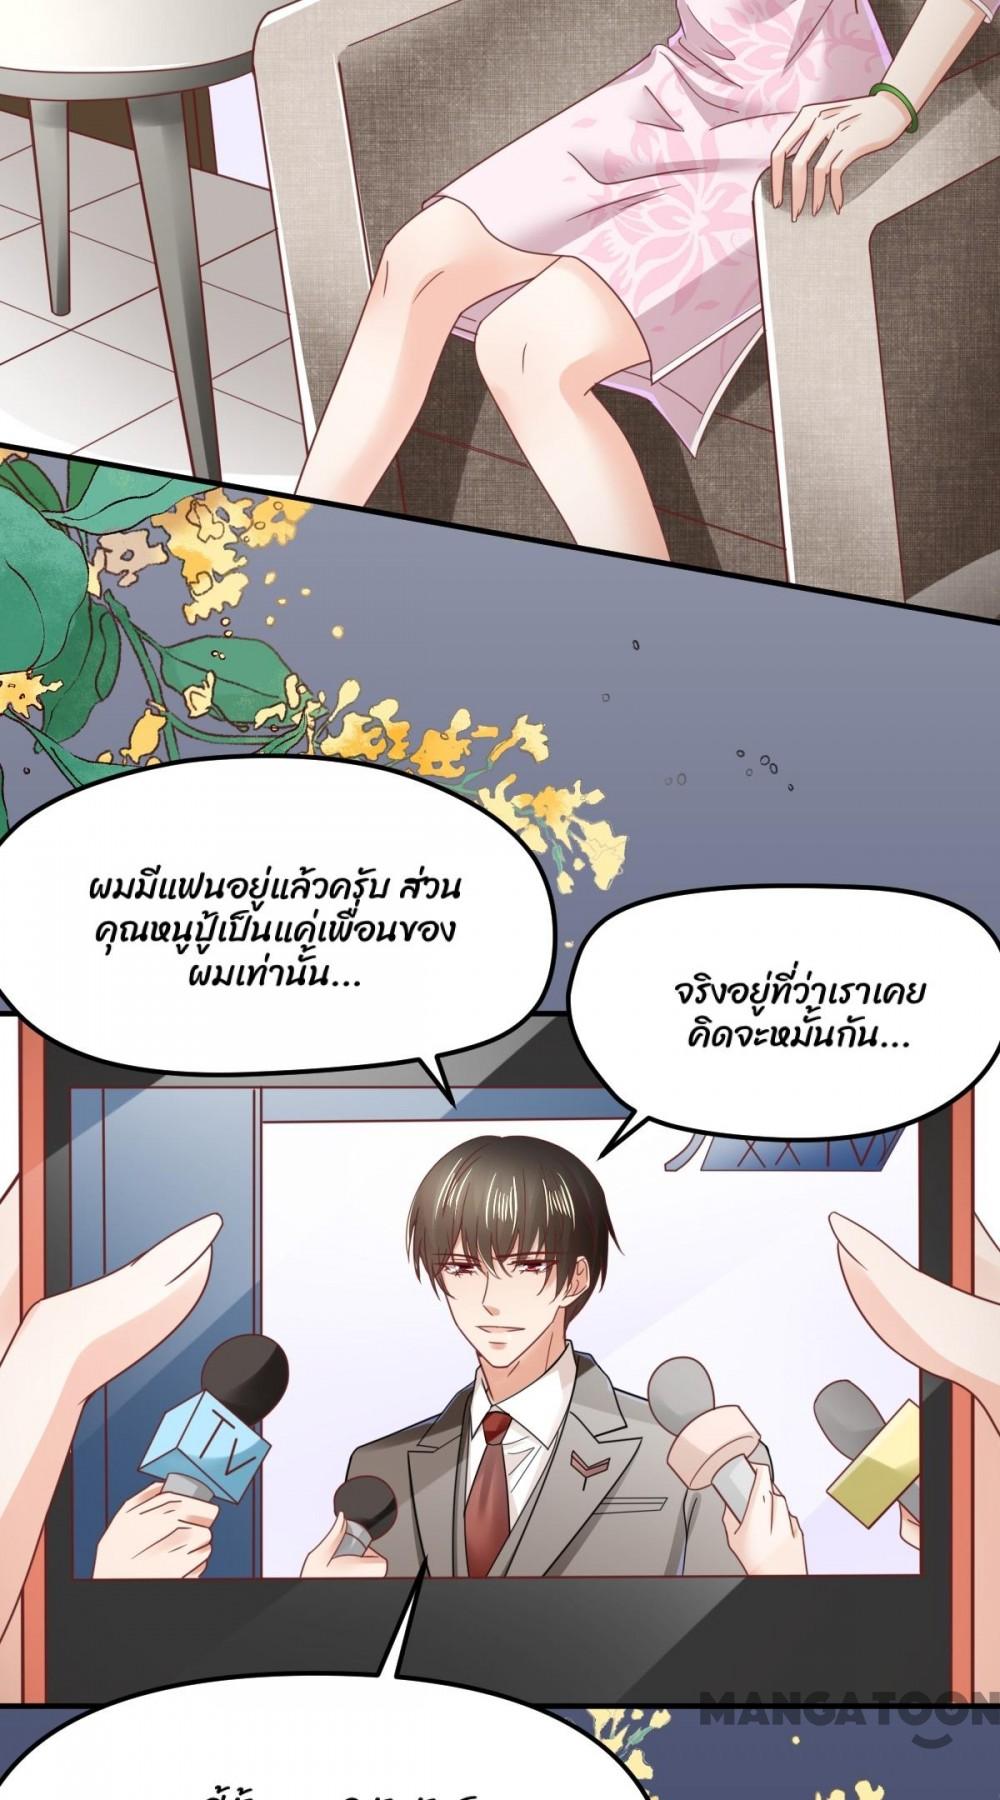 ผมมีแฟนอยู่แล้วครับ ส่วน
คุณหนูปู้เป็นแค่เพื่อนของ
ผมเท่านั้น...
จริงอยู่ที่ว่าเราเคย
คิดจะหมั้นกัน...
XXTV
TV
MANGATOON